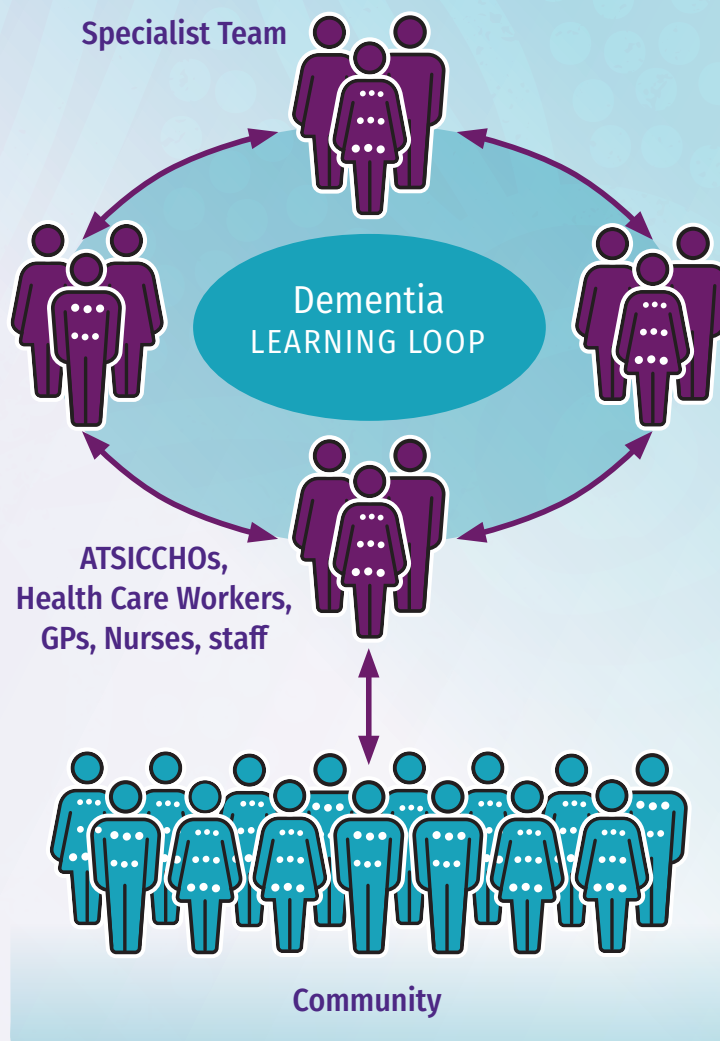 Specialist Team
Dementia
LEARNING LOOP
ATSICCHOs,
Health Care Workers,
GPs, Nurses, staff
Community